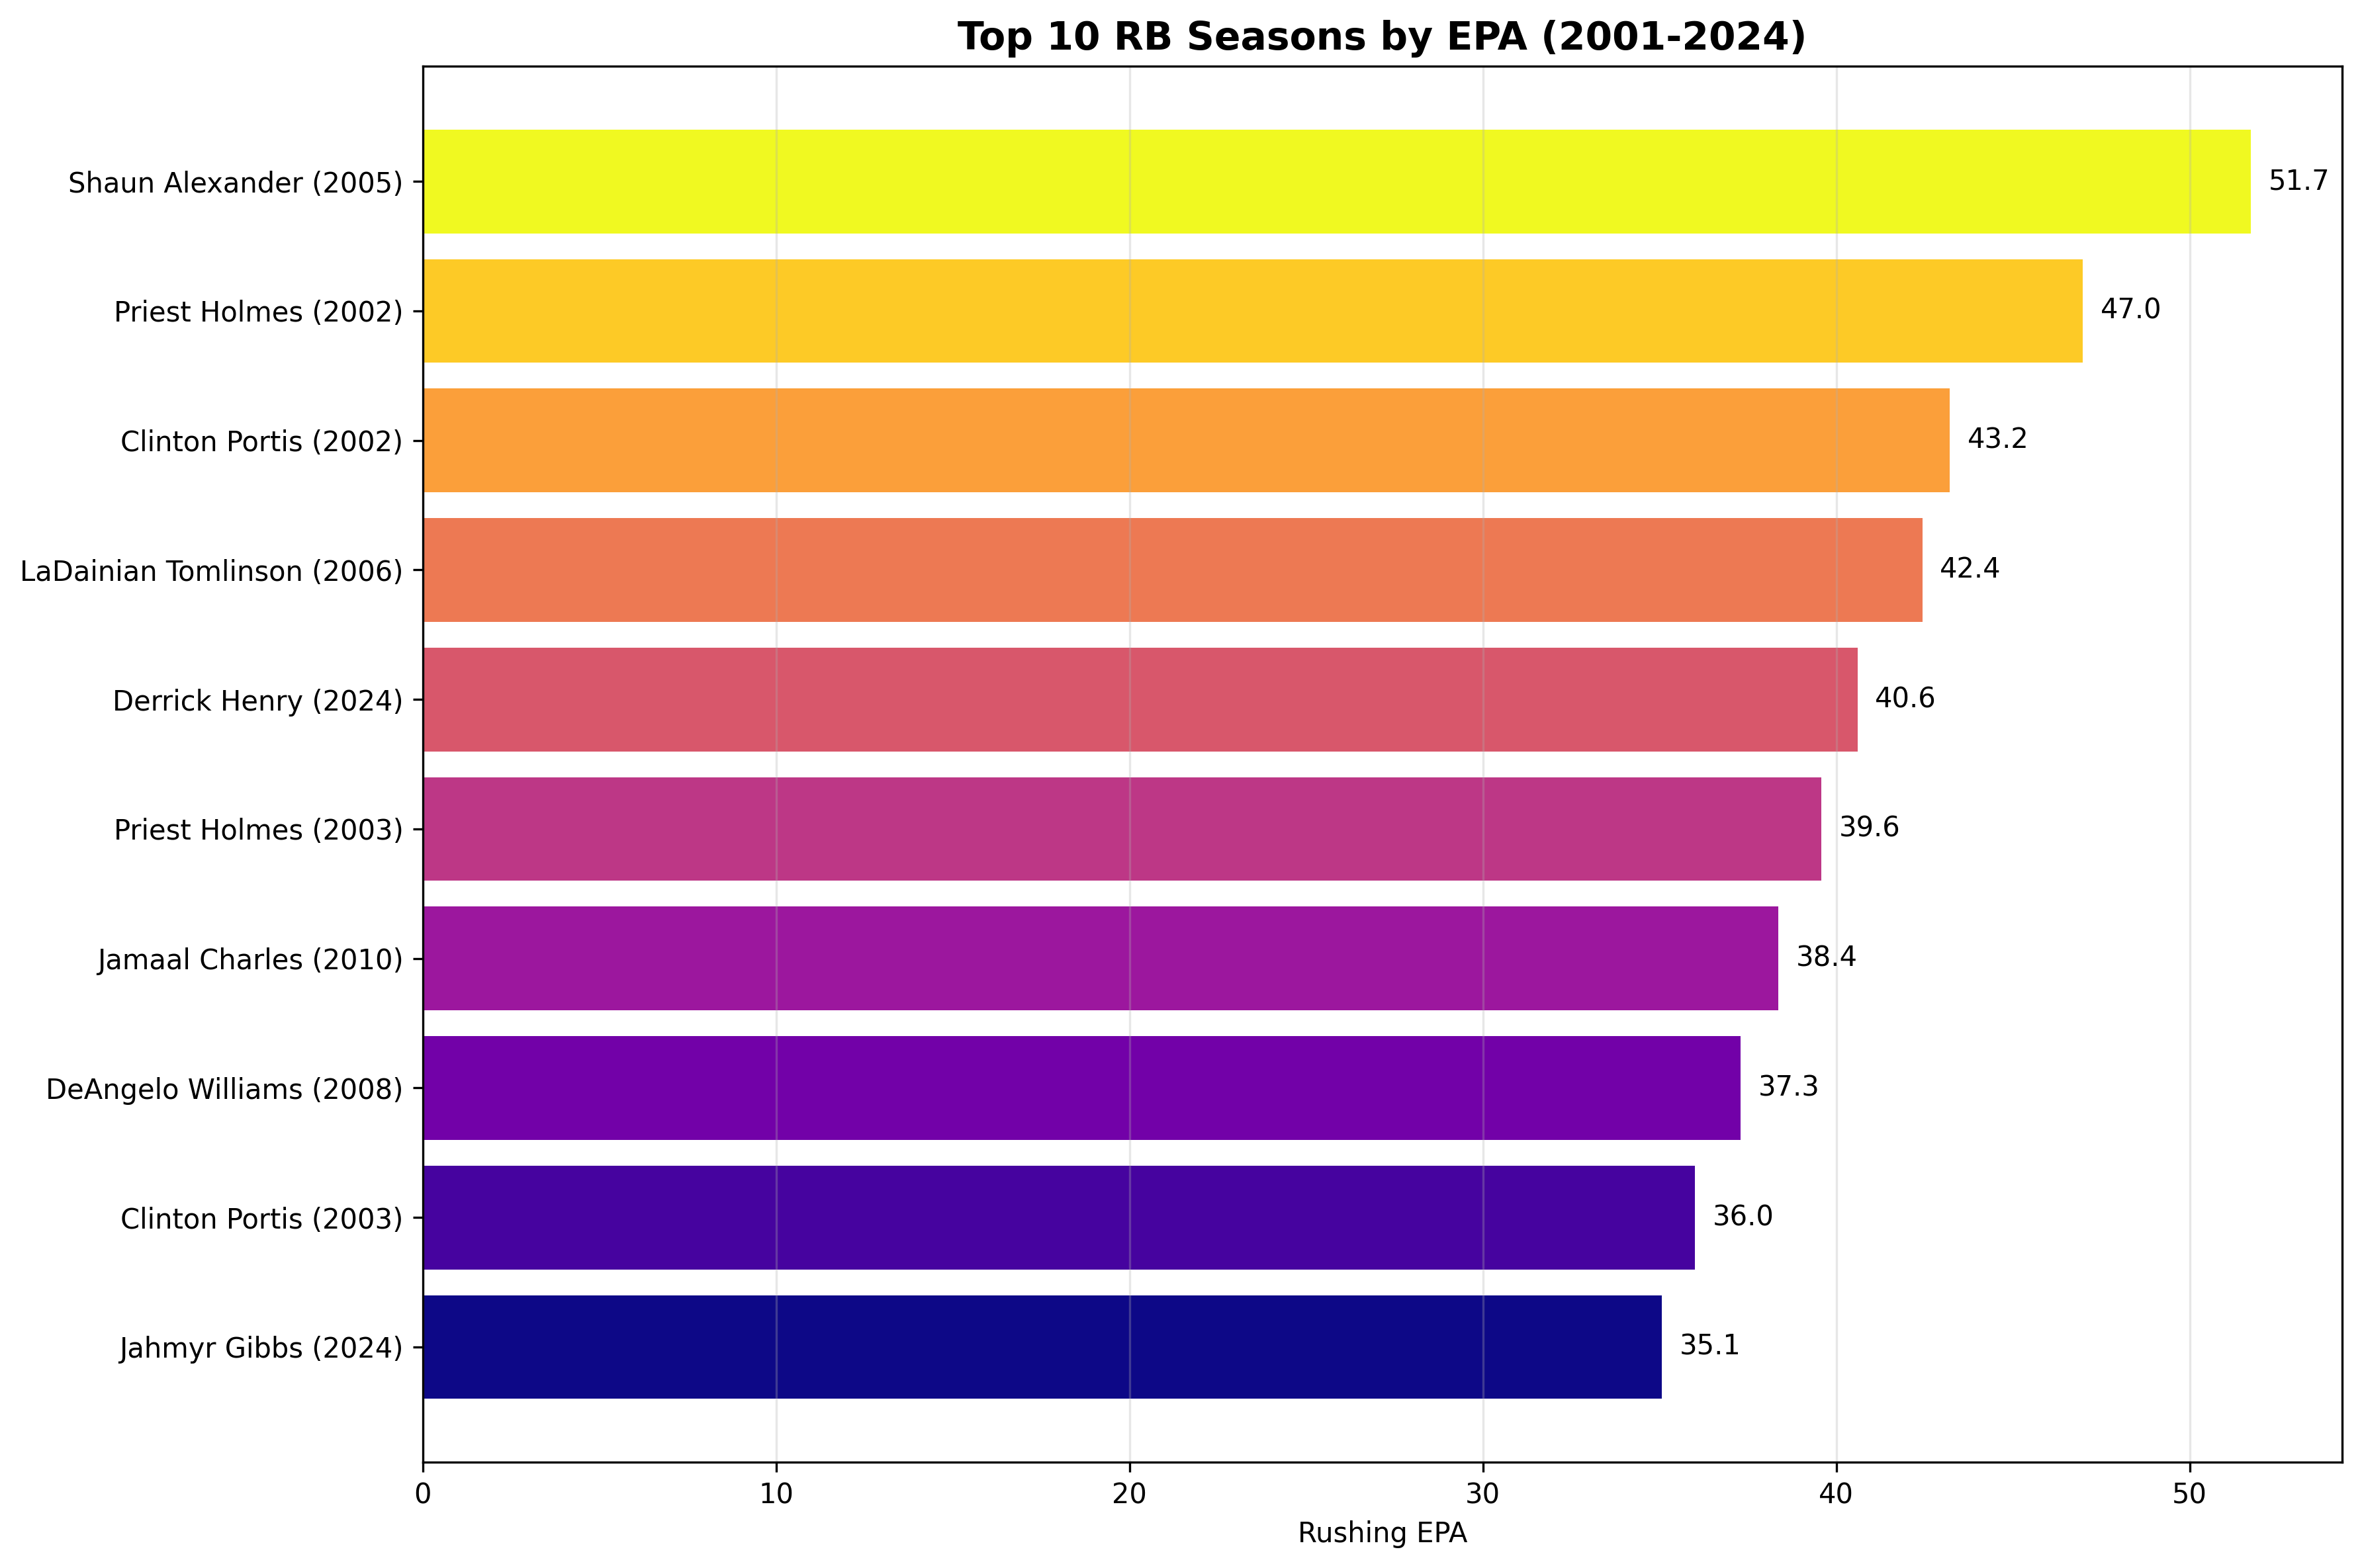 Top 10 RB Seasons by EPA (2001-2024)
Shaun Alexander (2005) 51.7
Priest Holmes (2002) 47.0
Clinton Portis (2002) 43.2
LaDainian Tomlinson (2006) 42.4
Derrick Henry (2024) 40.6
Priest Holmes (2003) 39.6
Jamaal Charles (2010) 38.4
DeAngelo Williams (2008) 37.3
Clinton Portis (2003) 36.0
Jahmyr Gibbs (2024) 35.1
0 10 20 30 40 50
Rushing EPA